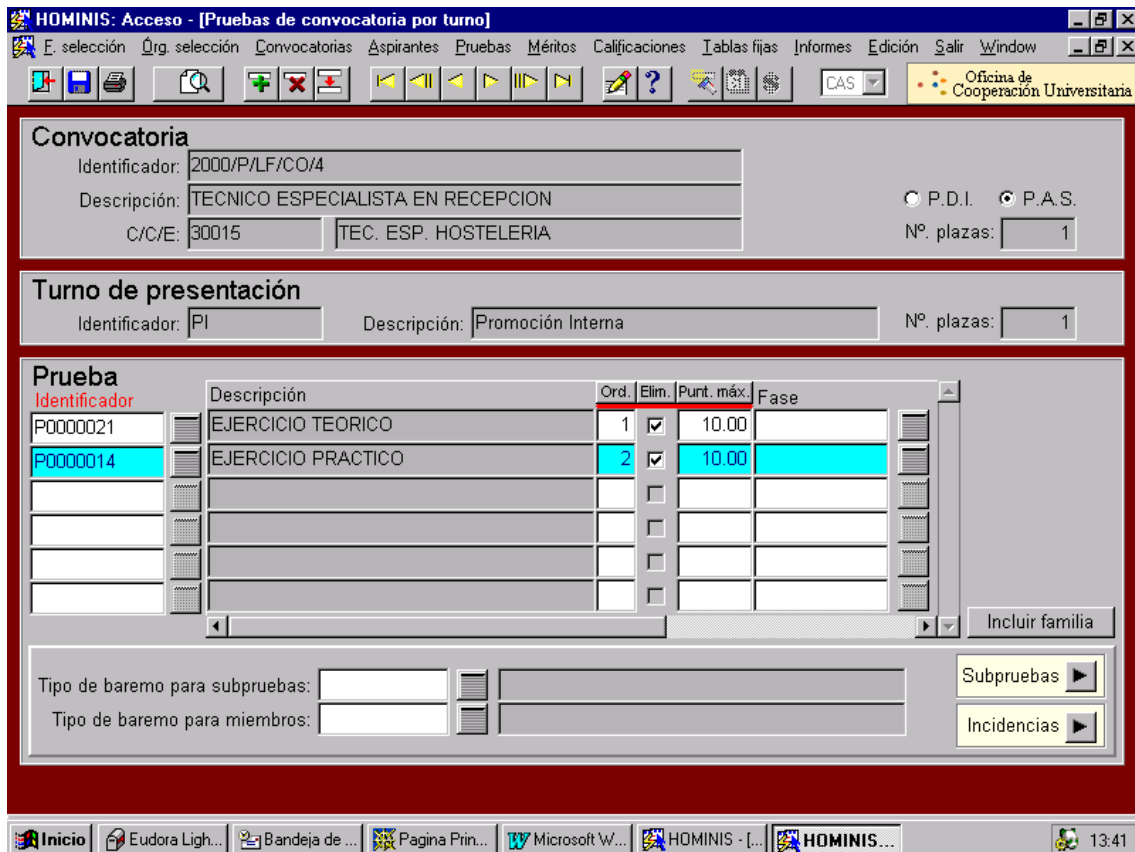 HOMINIS: Acceso - [Pruebas de convocatoria por turno]
F. selección Órg. selección Convocatorias Aspirantes Pruebas Méritos Calificaciones Tablas fijas Informes Edición Salir Window
CAS
Oficina de
Cooperación Universitaria
Convocatoria
Identificador: 2000/P/LF/CO/4
Descripción: TECNICO ESPECIALISTA EN RECEPCION P.D.I. P.A.S.
C/C/E: 30015 TEC. ESP. HOSTELERIA Nº. plazas: 1
Turno de presentación
Identificador: PI Descripción: Promoción Interna Nº. plazas: 1
Prueba
Identificador Descripción Ord. Elim. Punt. máx. Fase
P0000021 EJERCICIO TEORICO 1 10.00
P0000014 EJERCICIO PRACTICO 2 10.00
Incluir familia
Tipo de baremo para subpruebas: Subpruebas
Tipo de baremo para miembros: Incidencias
Inicio Eudora Ligh... Bandeja de ... Pagina Prin... Microsoft W... HOMINIS - [... HOMINIS... 13:41